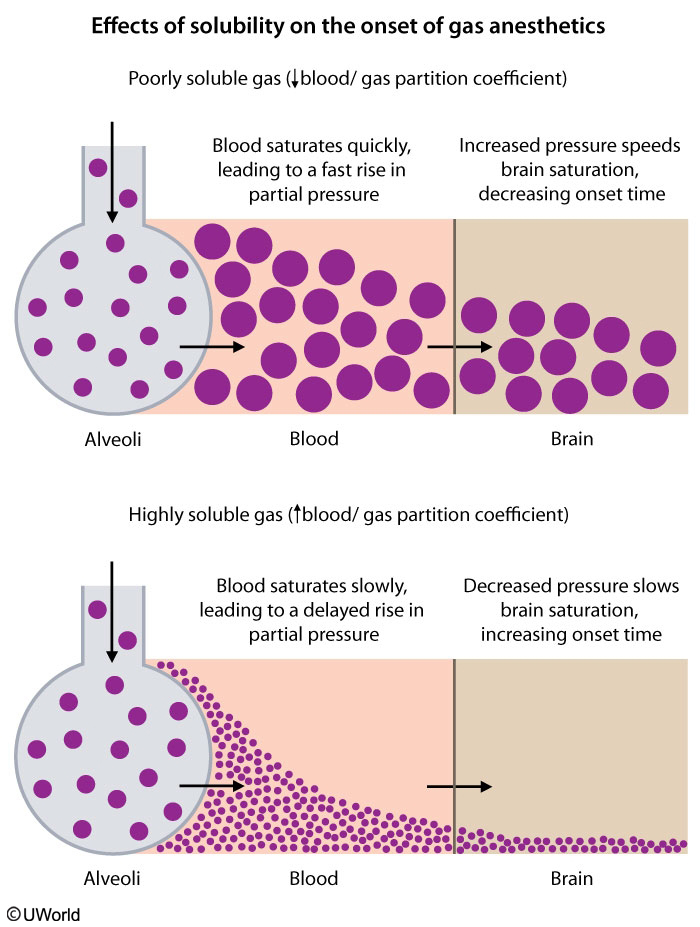 Effects of solubility on the onset of gas anesthetics
Poorly soluble gas (↓blood/ gas partition coefficient)
Blood saturates quickly,
leading to a fast rise in
partial pressure
Increased pressure speeds
brain saturation,
decreasing onset time
Alveoli
Blood
Brain
Highly soluble gas (↑blood/ gas partition coefficient)
Blood saturates slowly,
leading to a delayed rise in
partial pressure
Decreased pressure slows
brain saturation,
increasing onset time
Alveoli
Blood
Brain
©UWorld